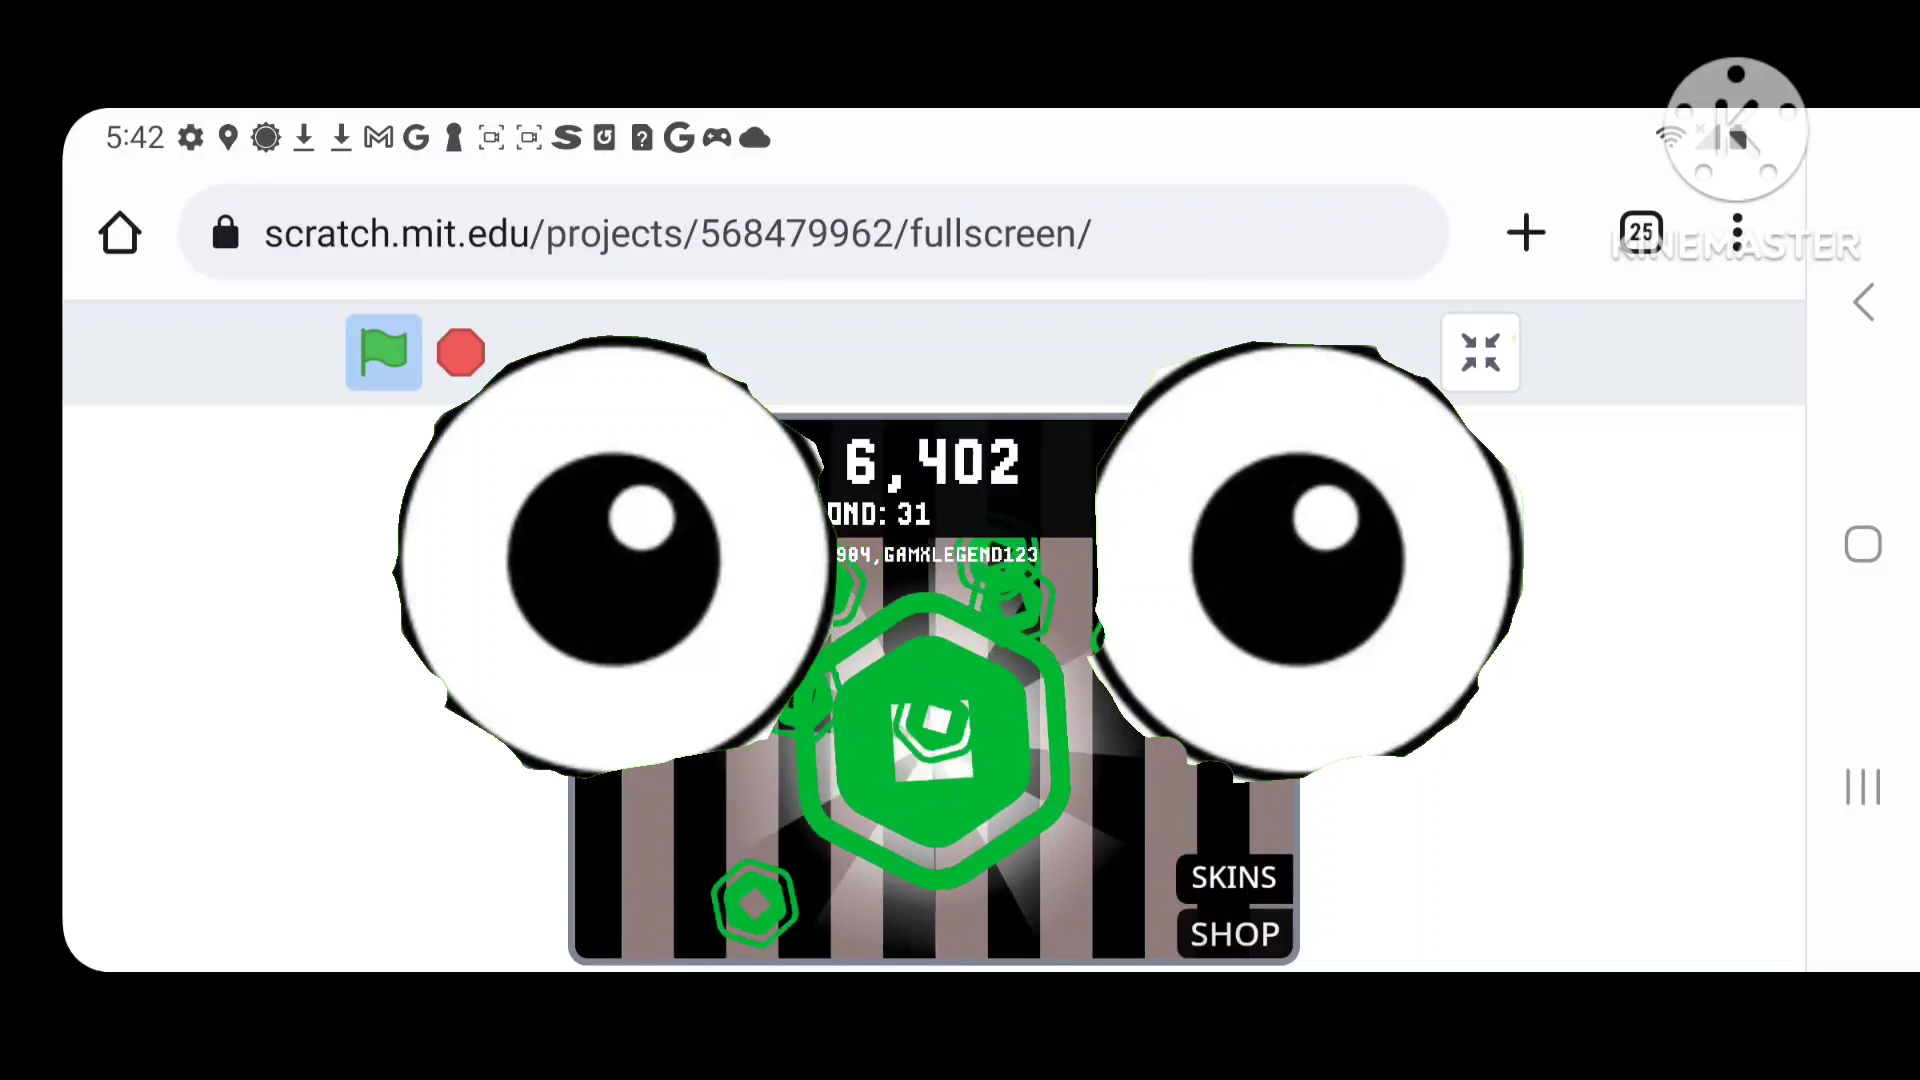 5:42
scratch.mit.edu/projects/568479962/fullscreen/
25
KINEMASTER
6,402
OND: 31
984,GAMXLEGEND123
SKINS
SHOP